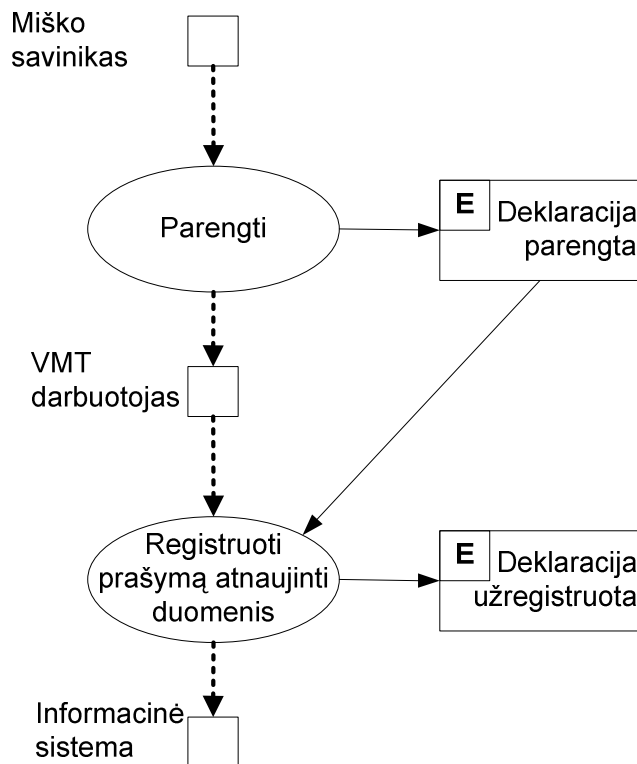 Miško
savinikas
Parengti
E
Deklaracija
parengta
VMT
darbuotojas
Registruoti
prašymą atnaujinti
duomenis
E
Deklaracija
užregistruota
Informacinė
sistema